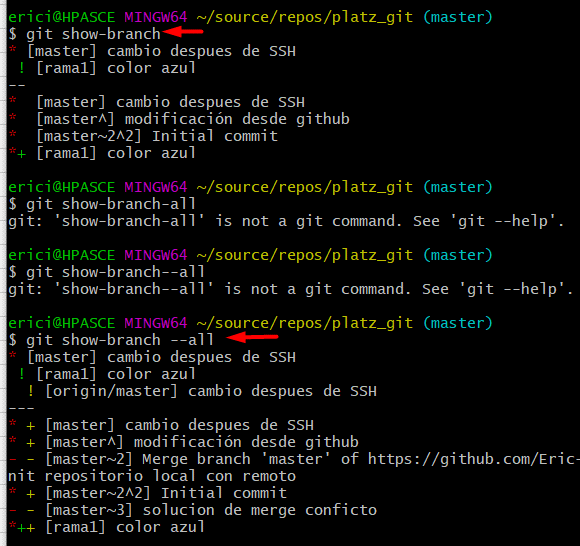 erici@HPASCE MINGW64 ~/source/repos/platz_git (master)
$ git show-branch
* [master] cambio despues de SSH
 ! [rama1] color azul
--
*  [master] cambio despues de SSH
*  [master^] modificación desde github
*  [master~2^2] Initial commit
*+ [rama1] color azul

erici@HPASCE MINGW64 ~/source/repos/platz_git (master)
$ git show-branch-all
git: 'show-branch-all' is not a git command. See 'git --help'.

erici@HPASCE MINGW64 ~/source/repos/platz_git (master)
$ git show-branch--all
git: 'show-branch--all' is not a git command. See 'git --help'.

erici@HPASCE MINGW64 ~/source/repos/platz_git (master)
$ git show-branch --all
* [master] cambio despues de SSH
 ! [rama1] color azul
  ! [origin/master] cambio despues de SSH
---
* + [master] cambio despues de SSH
* + [master^] modificación desde github
- - [master~2] Merge branch 'master' of https://github.com/Eric-
nit repositorio local con remoto
* + [master~2^2] Initial commit
- - [master~3] solucion de merge conficto
*++ [rama1] color azul